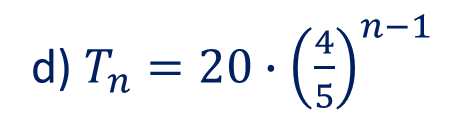 d) Tₙ = 20 · (4/5)ⁿ⁻¹